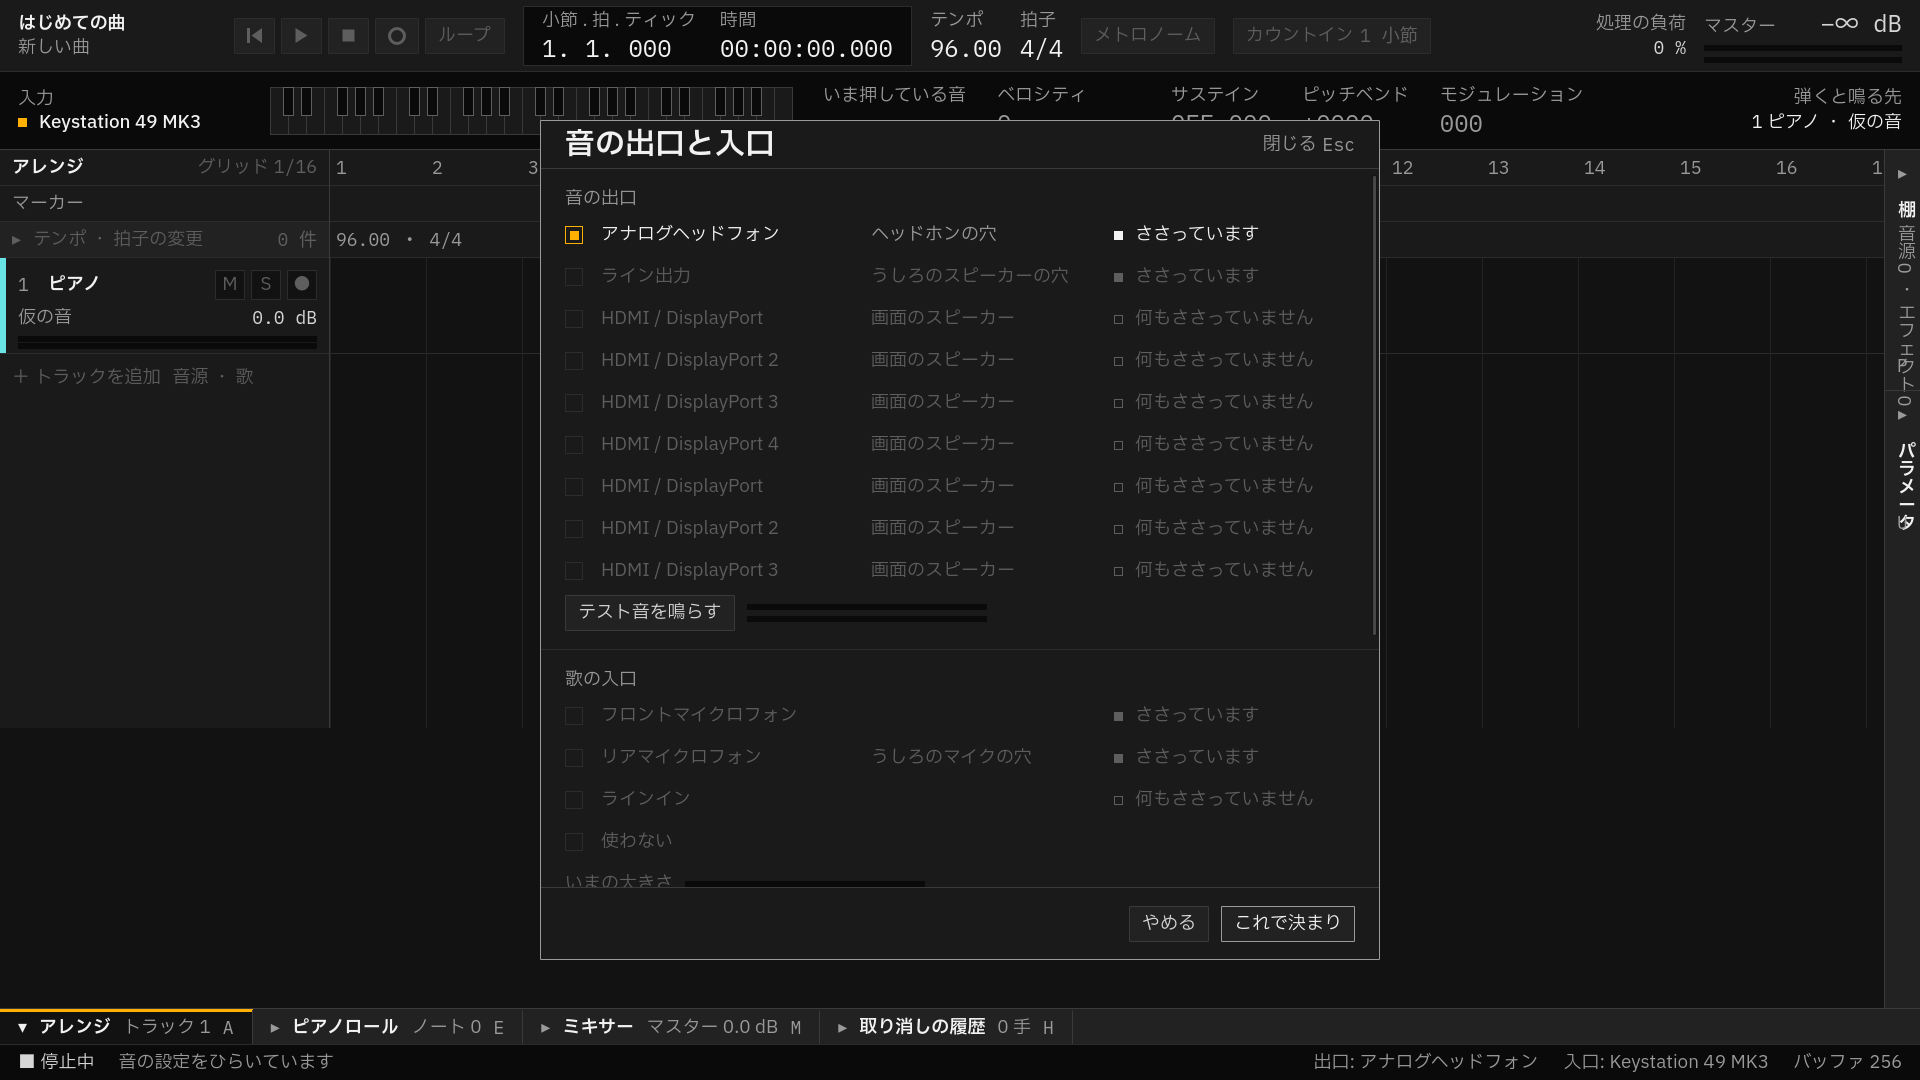 はじめての曲
新しい曲
ループ
小節 . 拍 . ティック 時間
1. 1. 000 00:00:00.000
テンポ 拍子
96.00 4/4
メトロノーム
カウントイン 1 小節
処理の負荷
0 %
マスター −∞ dB
入力
Keystation 49 MK3
いま押している音
ベロシティ
サステイン
ピッチベンド
モジュレーション
000
弾くと鳴る先
1 ピアノ ・ 仮の音
アレンジ グリッド 1/16
1 2 3 12 13 14 15 16 1
マーカー
▸ テンポ ・ 拍子の変更 0 件
96.00 ・ 4/4
1 ピアノ M S
仮の音 0.0 dB
＋ トラックを追加 音源 ・ 歌
音の出口と入口 閉じる Esc
音の出口
アナログヘッドフォン ヘッドホンの穴 ささっています
ライン出力 うしろのスピーカーの穴 ささっています
HDMI / DisplayPort 画面のスピーカー 何もささっていません
HDMI / DisplayPort 2 画面のスピーカー 何もささっていません
HDMI / DisplayPort 3 画面のスピーカー 何もささっていません
HDMI / DisplayPort 4 画面のスピーカー 何もささっていません
HDMI / DisplayPort 画面のスピーカー 何もささっていません
HDMI / DisplayPort 2 画面のスピーカー 何もささっていません
HDMI / DisplayPort 3 画面のスピーカー 何もささっていません
テスト音を鳴らす
歌の入口
フロントマイクロフォン ささっています
リアマイクロフォン うしろのマイクの穴 ささっています
ラインイン 何もささっていません
使わない
いまの大きさ
やめる これで決まり
棚 音源 0 ・ エフェクト 0
パラメータ
▾ アレンジ トラック 1 A
▸ ピアノロール ノート 0 E
▸ ミキサー マスター 0.0 dB M
▸ 取り消しの履歴 0 手 H
停止中 音の設定をひらいています
出口: アナログヘッドフォン 入口: Keystation 49 MK3 バッファ 256